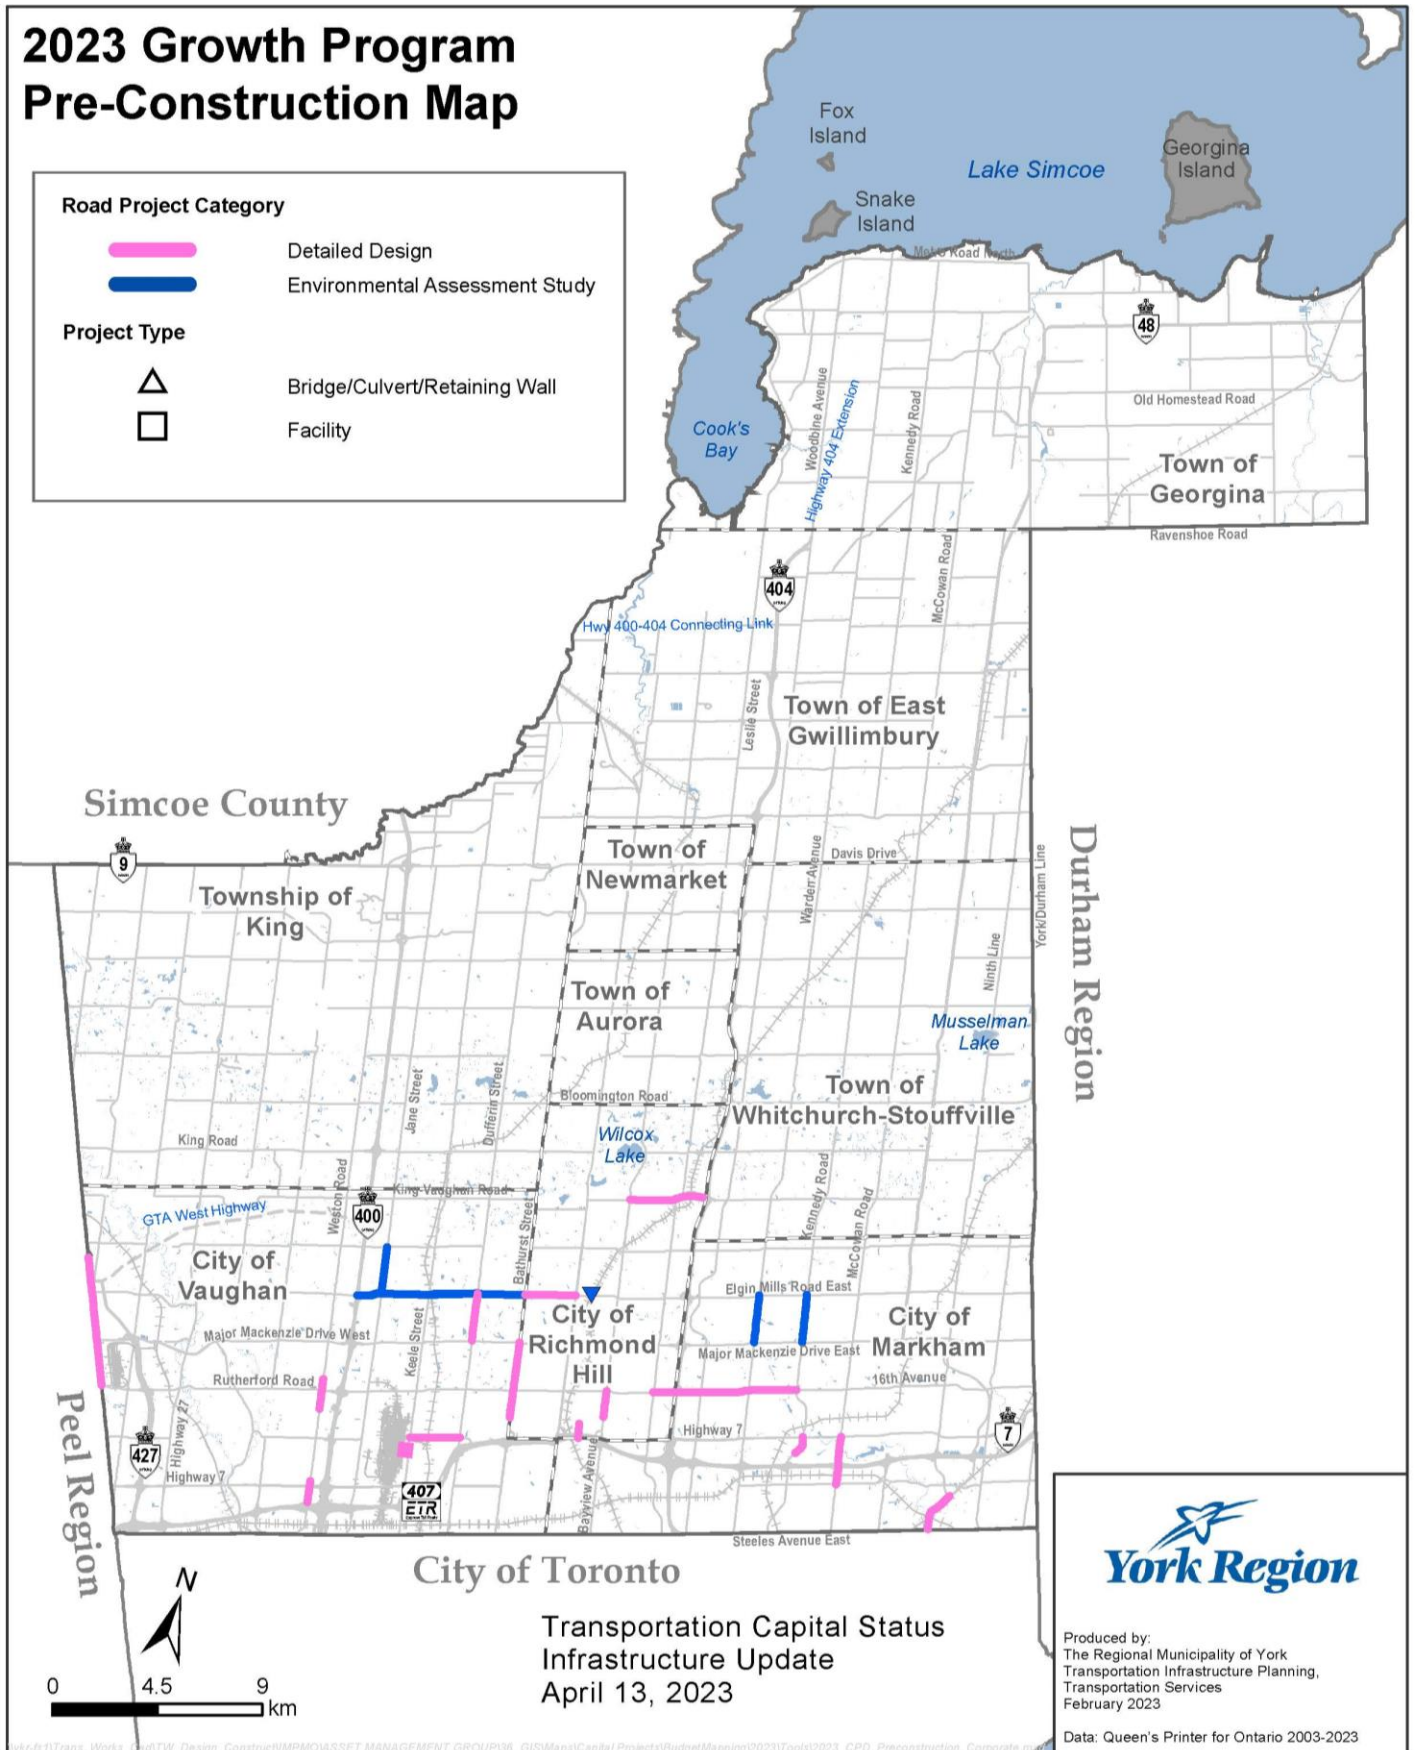 2023 Growth Program
Pre-Construction Map
Road Project Category
Detailed Design
Environmental Assessment Study
Project Type
Bridge/Culvert/Retaining Wall
Facility
Fox
Island
Snake
Island
Lake Simcoe
Georgina
Island
Road North
48
Old Homestead Road
Woodbine Avenue
Highway 404 Extension
Kennedy Road
Cook's
Bay
Town of
Georgina
Ravenshoe Road
McCowan Road
404
Hwy 400-404 Connecting Link
Leslie Street
Town of East
Gwillimbury
Simcoe County
9
Township of
King
Town of
Newmarket
Davis Drive
Warden Avenue
York/Durham Line
Durham Region
Ninth Line
Town of
Aurora
Musselman
Lake
Town of
Whitchurch-Stouffville
Bloomington Road
Jane Street
Dufferin Street
King Road
Wilcox
Lake
Weston Road
King-Vaughan Road
400
GTA West Highway
Bathurst Street
Kennedy Road
McCowan Road
City of
Vaughan
Elgin Mills Road East
City of
Richmond
Hill
City of
Markham
Major Mackenzie Drive West
Keele Street
Major Mackenzie Drive East
Rutherford Road
16th Avenue
Peel Region
Highway 27
427
Highway 7
Highway 7
7
407
ETR
Bayview Avenue
Steeles Avenue East
City of Toronto
N
0 4.5 9
km
Transportation Capital Status
Infrastructure Update
April 13, 2023
York Region
Produced by:
The Regional Municipality of York
Transportation Infrastructure Planning,
Transportation Services
February 2023
Data: Queen's Printer for Ontario 2003-2023